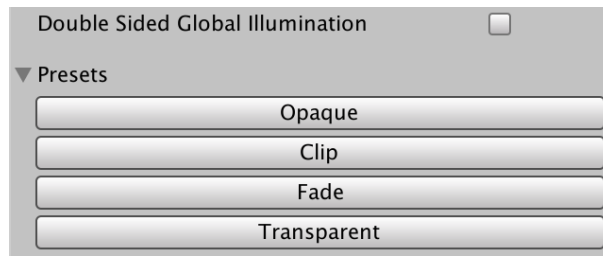 Double Sided Global Illumination
Presets
Opaque
Clip
Fade
Transparent